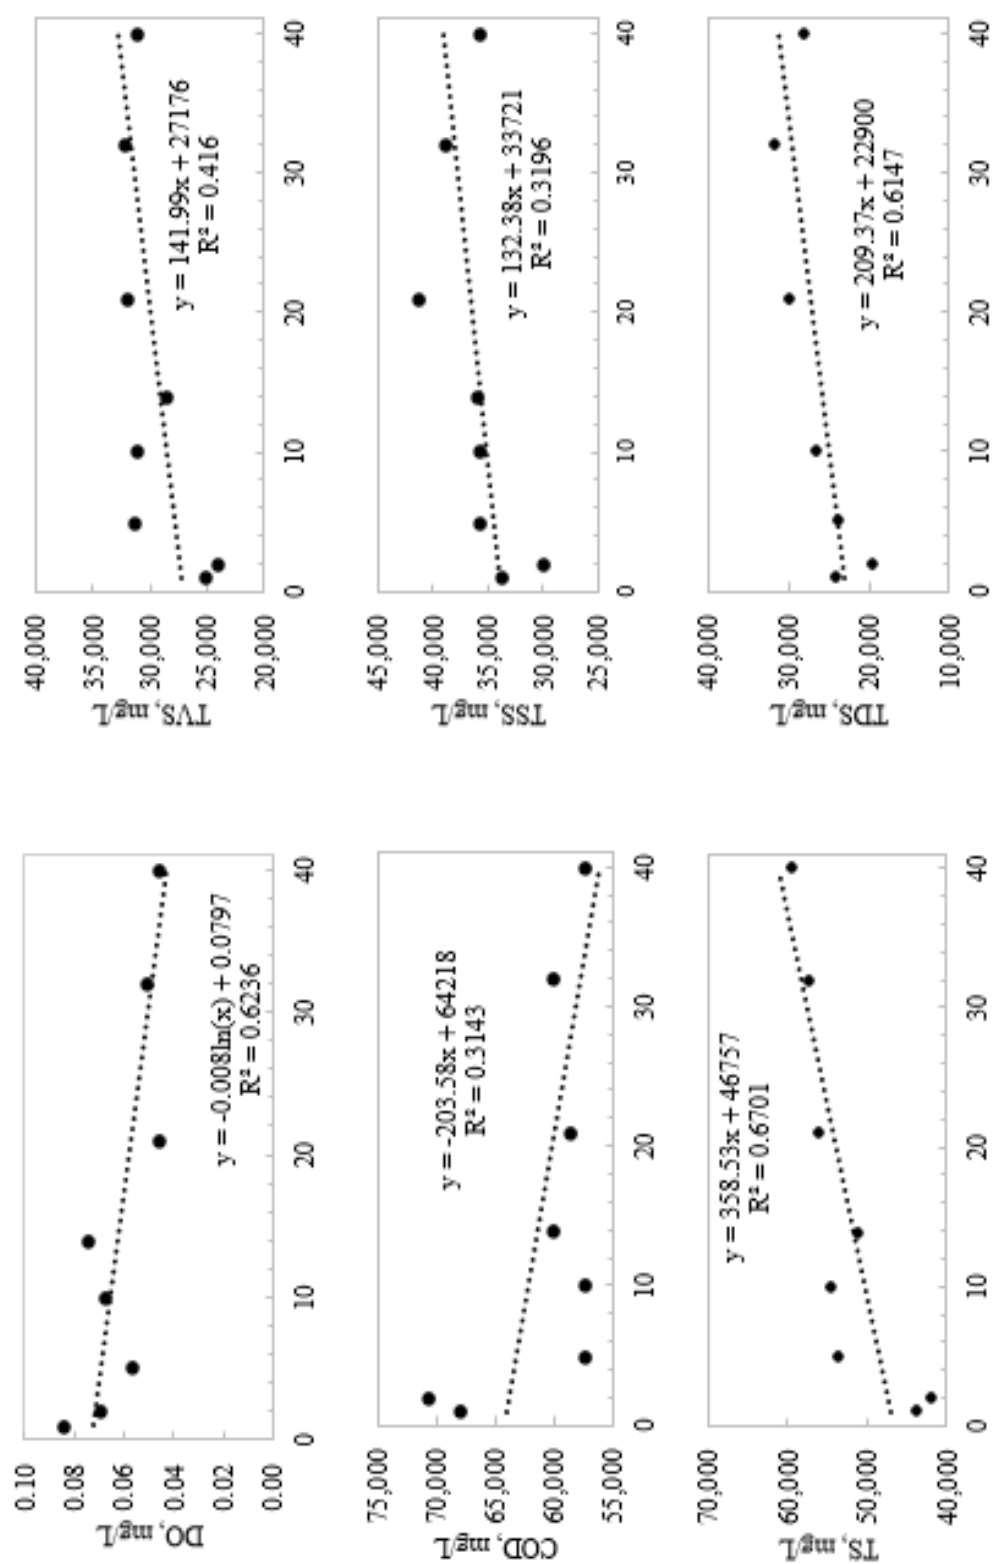 DO, mg/L
0.10
0.08
0.06
0.04
0.02
0.00
y = -0.008ln(x) + 0.0797
R² = 0.6236
0 10 20 30 40
TVS, mg/L
40,000
35,000
30,000
25,000
20,000
y = 141.99x + 27176
R² = 0.416
0 10 20 30 40
COD, mg/L
75,000
70,000
65,000
60,000
55,000
y = -203.58x + 64218
R² = 0.3143
0 10 20 30 40
TSS, mg/L
45,000
40,000
35,000
30,000
25,000
y = 132.38x + 33721
R² = 0.3196
0 10 20 30 40
TS, mg/L
70,000
60,000
50,000
40,000
y = 358.53x + 46757
R² = 0.6701
0 10 20 30 40
TDS, mg/L
40,000
30,000
20,000
10,000
y = 209.37x + 22900
R² = 0.6147
0 10 20 30 40